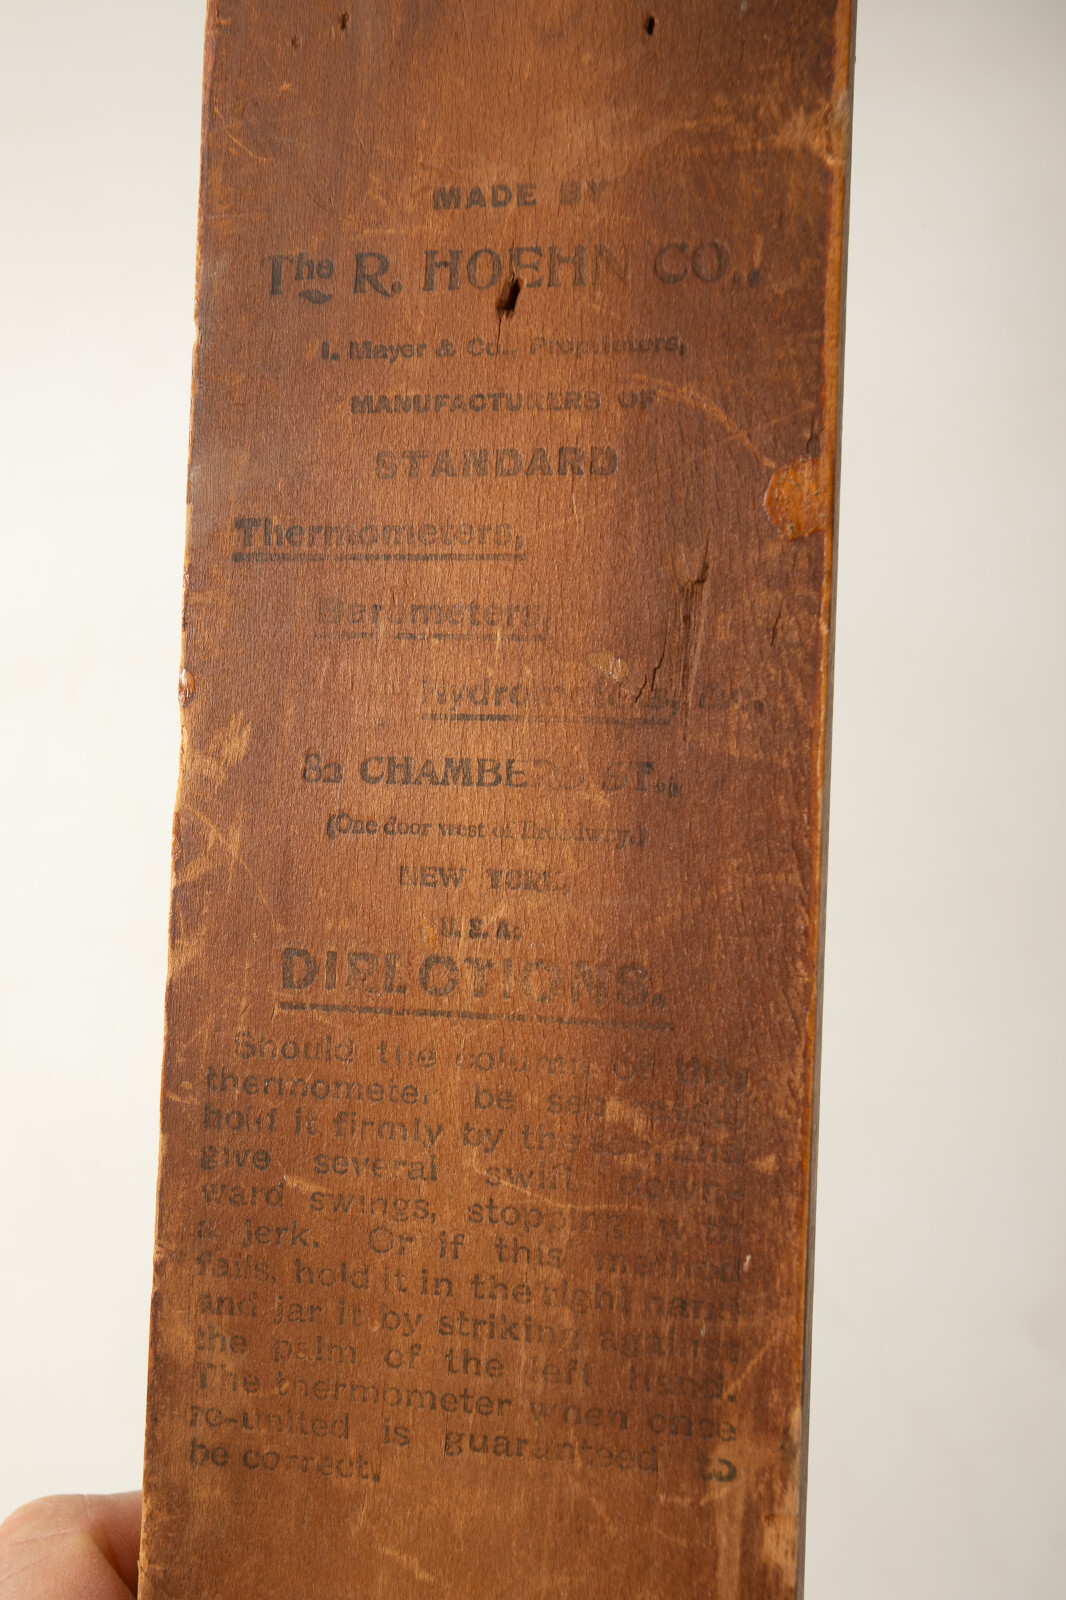 MADE BY
The R. HOEHN CO.,
I. Mayer & Co., Proprietors,
MANUFACTURERS OF
STANDARD
Thermometers,
Barometers,
Hydrometers, &c.,
82 CHAMBERS ST.,
(One door west of Broadway.)
NEW YORK,
U. S. A.
DIRECTIONS.
Should the column of this
thermometer be
hold it firmly by the top, and
give several swift down-
ward swings, stopping with
a jerk. Or if this method
fails, hold it in the right hand
and jar it by striking against
the palm of the left hand.
The thermometer when once
re-united is guaranteed to
be correct.